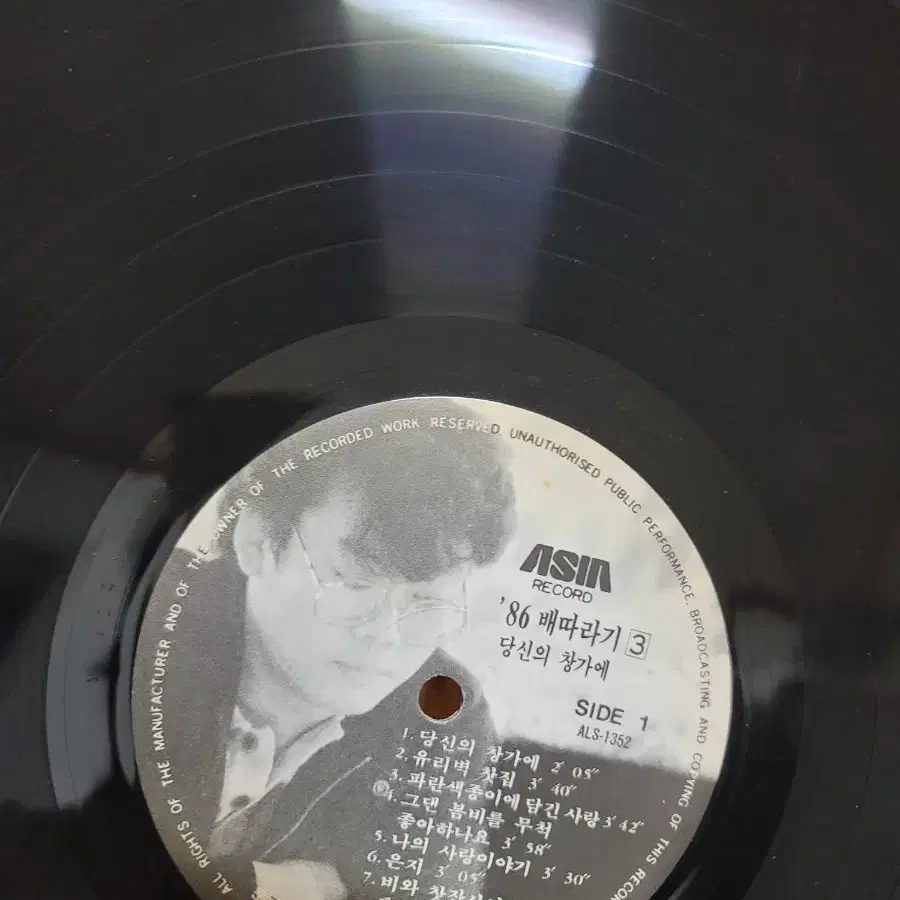 ALL RIGHTS OF THE MANUFACTURER AND OF THE OWNER OF THE RECORDED WORK RESERVED UNAUTHORISED PUBLIC PERFORMANCE. BROADCASTING AND COPYING OF THIS RECOR
ASIA
RECORD
'86 배따라기 3
당신의 창가에
SIDE 1
ALS-1352
1. 당신의 창가에 2' 05"
2. 유리벽 찻집 3' 40"
3. 파란색종이에 담긴 사랑 3' 42"
4. 그댄 봄비를 무척
좋아하나요 3' 58"
5. 나의 사랑이야기 3' 30"
6. 은지 3' 05"
7. 비와